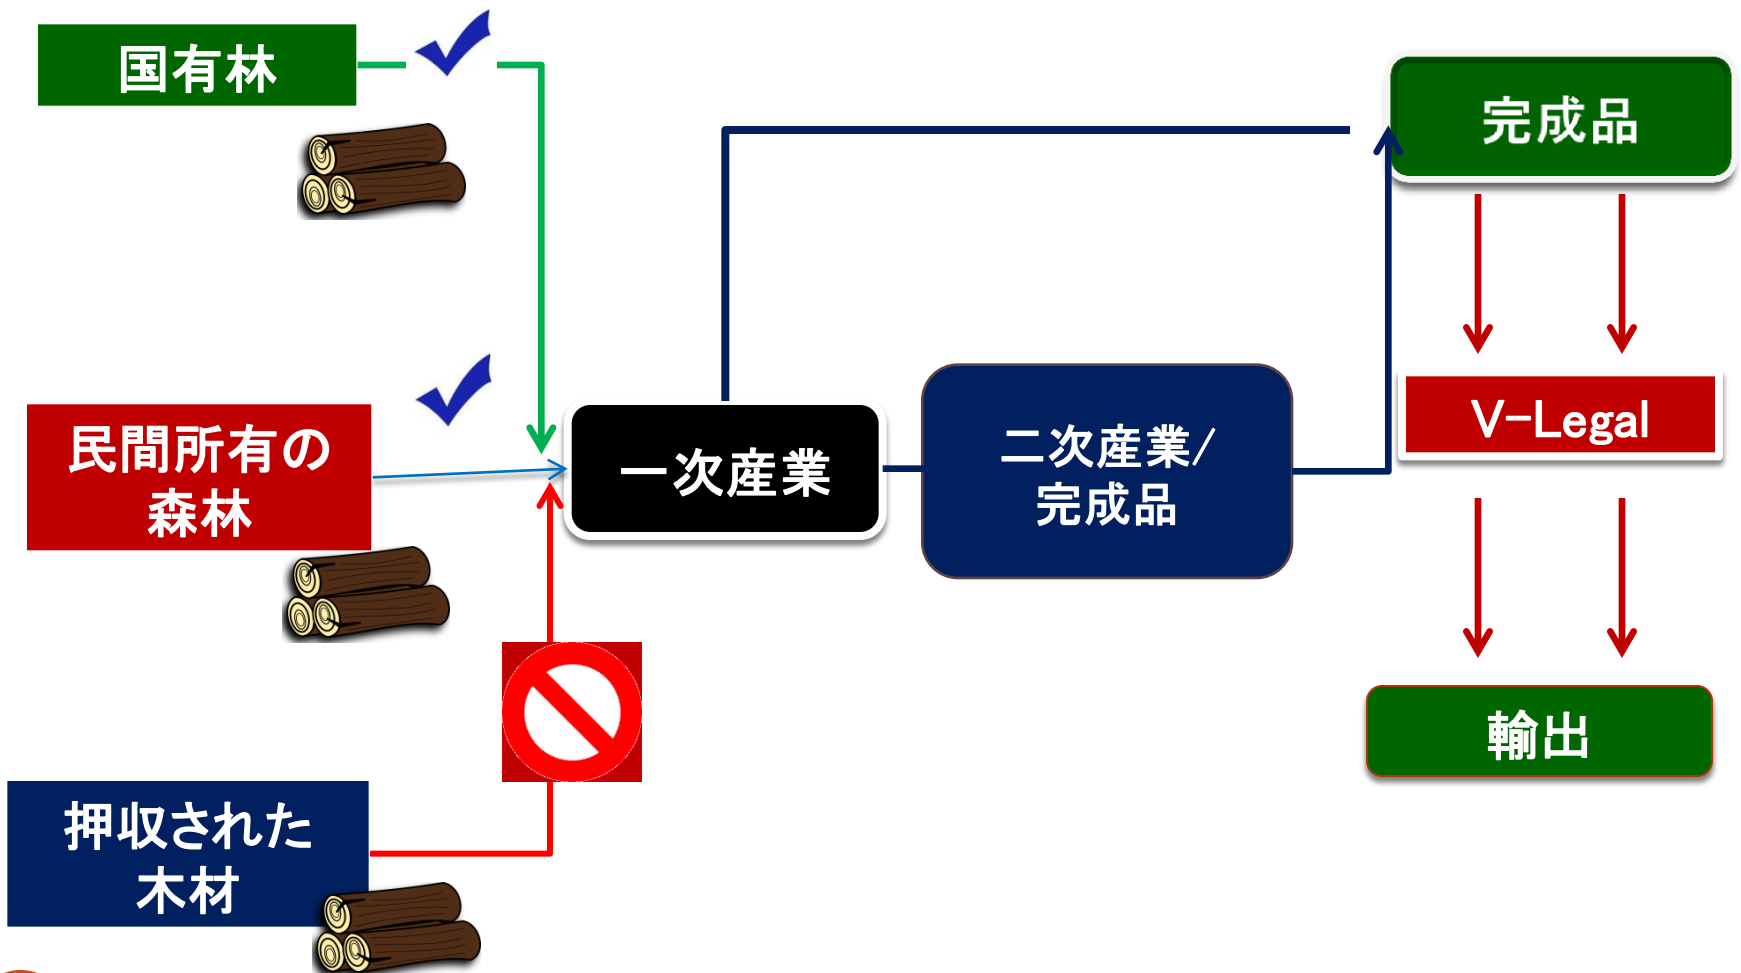 国有林
完成品
民間所有の
森林
一次産業
二次産業/
完成品
V-Legal
輸出
押収された
木材